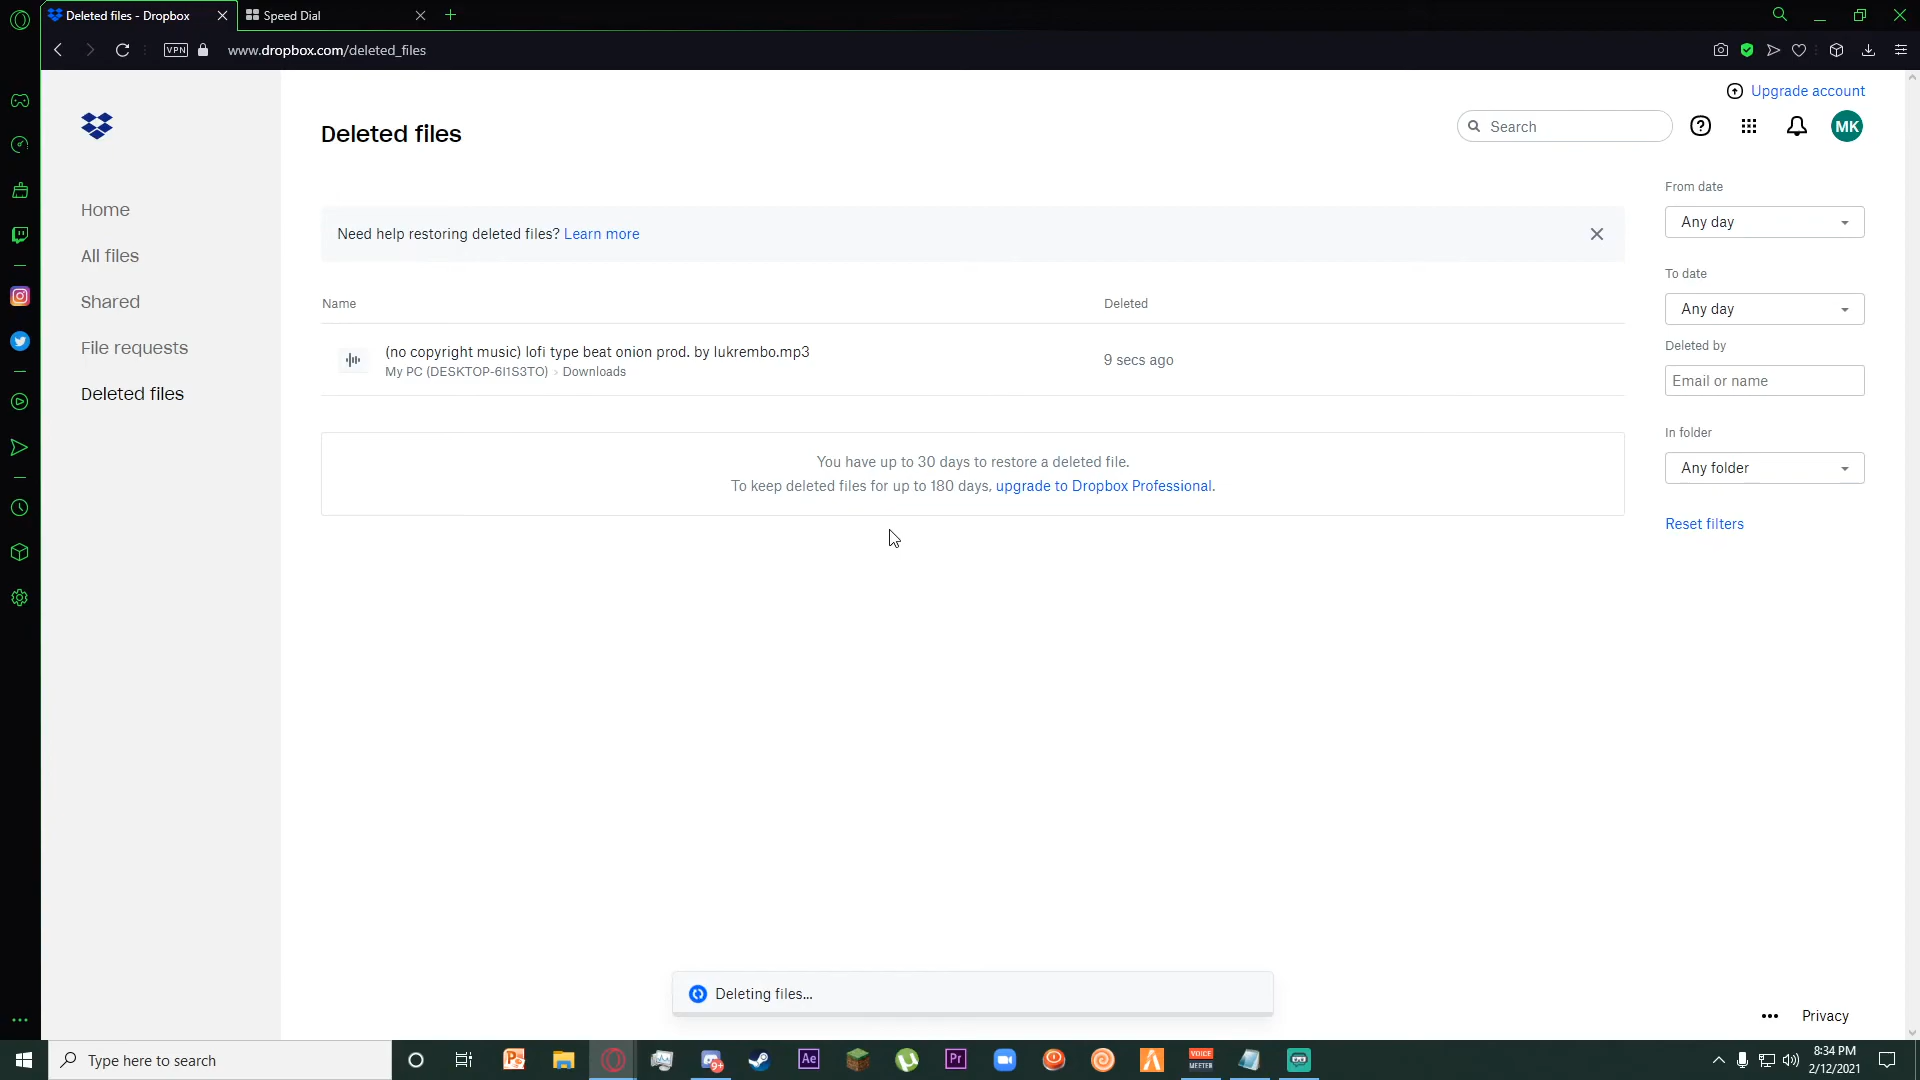 Deleted files - Dropbox
Speed Dial
VPN
www.dropbox.com/deleted_files
Upgrade account
Deleted files
Search
MK
Home
All files
Shared
File requests
Deleted files
Need help restoring deleted files? Learn more
Name
Deleted
(no copyright music) lofi type beat onion prod. by lukrembo.mp3
My PC (DESKTOP-6I1S3TO) > Downloads
9 secs ago
You have up to 30 days to restore a deleted file.
To keep deleted files for up to 180 days, upgrade to Dropbox Professional.
From date
Any day
To date
Any day
Deleted by
Email or name
In folder
Any folder
Reset filters
Deleting files...
Privacy
Type here to search
9+
Ae
Pr
VOICE
MEETER
8:34 PM
2/12/2021